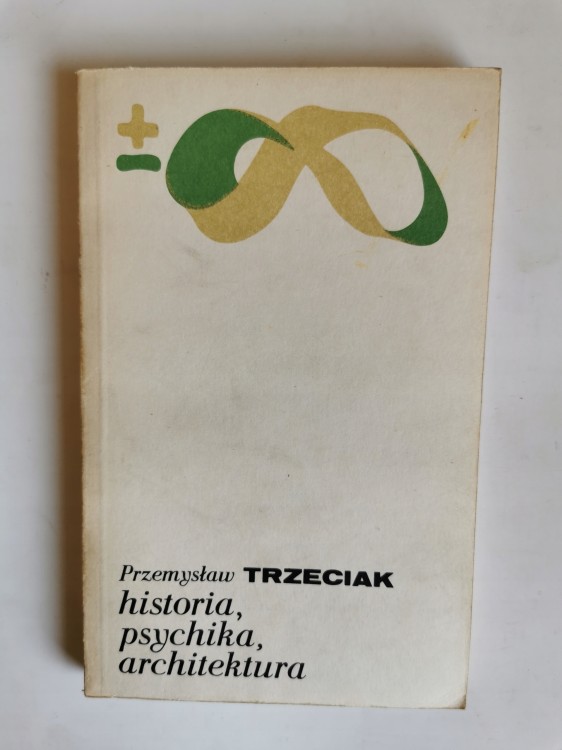 ±∞
Przemysław TRZECIAK
historia,
psychika,
architektura